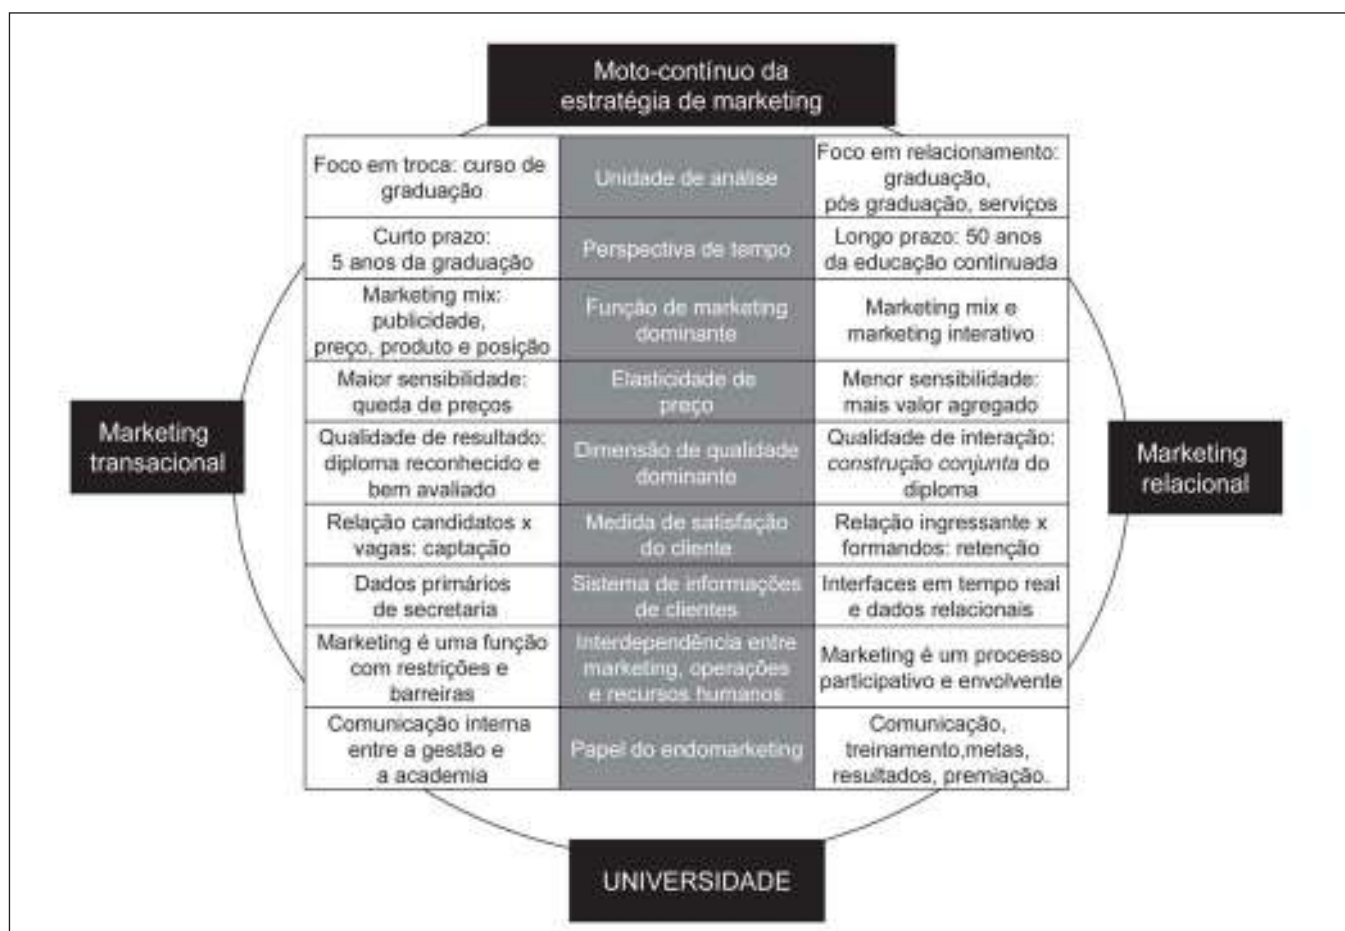 Moto-contínuo da
estratégia de marketing
Foco em troca: curso de
graduação
Unidade de análise
Foco em relacionamento:
graduação,
pós graduação, serviços
Curto prazo:
5 anos da graduação
Perspectiva de tempo
Longo prazo: 50 anos
da educação continuada
Marketing mix:
publicidade,
preço, produto e posição
Função de marketing
dominante
Marketing mix e
marketing interativo
Maior sensibilidade:
queda de preços
Elasticidade de
preço
Menor sensibilidade:
mais valor agregado
Marketing
transacional
Qualidade de resultado:
diploma reconhecido e
bem avaliado
Dimensão de qualidade
dominante
Qualidade de interação:
construção conjunta do
diploma
Marketing
relacional
Relação candidatos x
vagas: captação
Medida de satisfação
do cliente
Relação ingressante x
formandos: retenção
Dados primários
de secretaria
Sistema de informações
de clientes
Interfaces em tempo real
e dados relacionais
Marketing é uma função
com restrições e
barreiras
Interdependência entre
marketing, operações
e recursos humanos
Marketing é um processo
participativo e envolvente
Comunicação interna
entre a gestão e
a academia
Papel do endomarketing
Comunicação,
treinamento,metas,
resultados, premiação.
UNIVERSIDADE